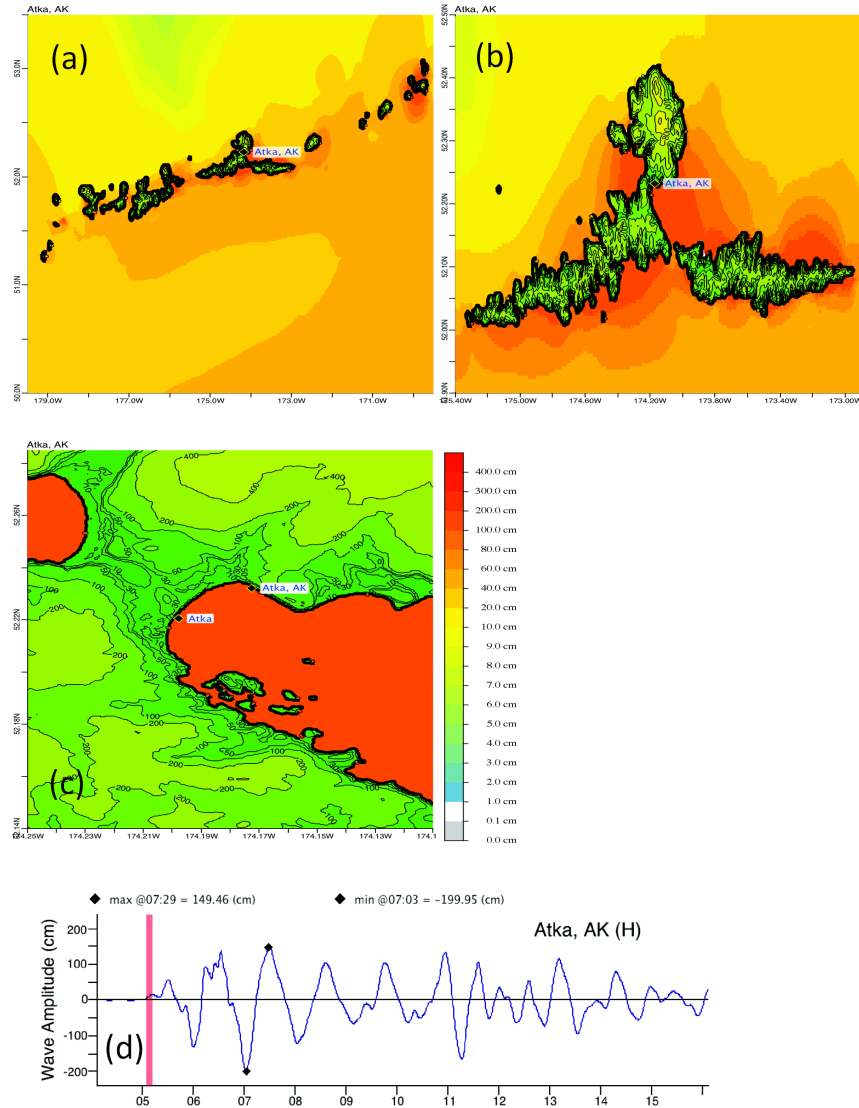 Atka, AK
(a)
53.0N
52.0N
51.0N
50.0N
Atka, AK
179.0W 177.0W 175.0W 173.0W 171.0W
Atka, AK
(b)
52.50N
52.40N
52.30N
52.20N
52.10N
52.00N
Atka, AK
175.00W 174.60W 174.20W 173.80W 173.40W 173.00W
Atka, AK
(c)
52.26N
52.22N
52.18N
Atka, AK
Atka
174.25W 174.23W 174.21W 174.19W 174.17W 174.15W 174.13W 174.1
400.0 cm
300.0 cm
200.0 cm
100.0 cm
80.0 cm
60.0 cm
40.0 cm
20.0 cm
10.0 cm
9.0 cm
8.0 cm
7.0 cm
6.0 cm
5.0 cm
4.0 cm
3.0 cm
2.0 cm
1.0 cm
0.1 cm
0.0 cm
max @07:29 = 149.46 (cm) min @07:03 = -199.95 (cm)
Atka, AK (H)
Wave Amplitude (cm)
200
100
0
-100
-200
(d)
05 06 07 08 09 10 11 12 13 14 15